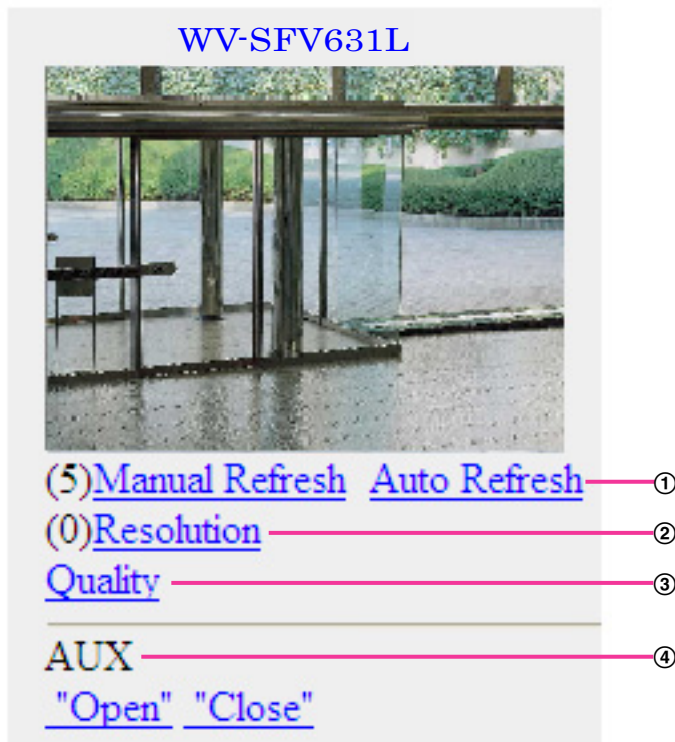 WV-SFV631L
(5)Manual Refresh Auto Refresh ①
(0)Resolution ②
Quality ③
AUX ④
"Open" "Close"